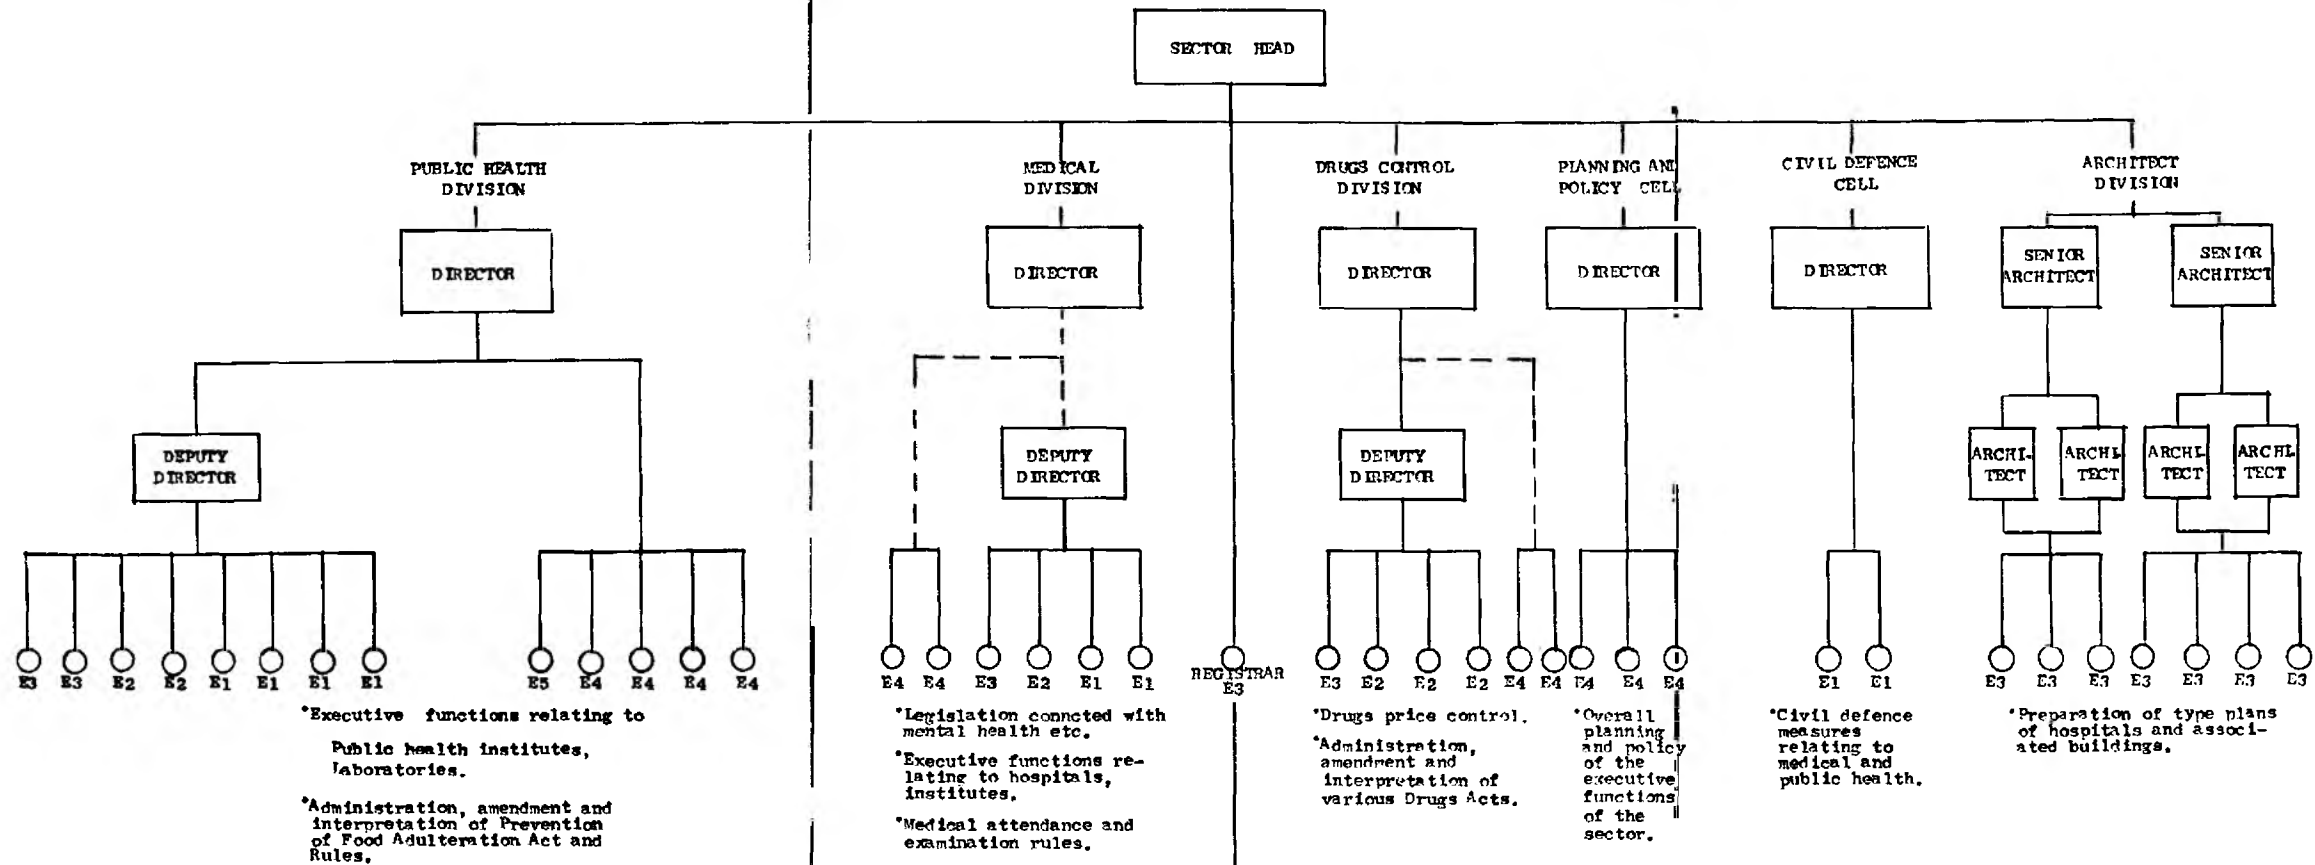 SECTOR HEAD
PUBLIC HEALTH
DIVISION
MEDICAL
DIVISION
DRUGS CONTROL
DIVISION
PLANNING AND
POLICY CELL
CIVIL DEFENCE
CELL
ARCHITECT
DIVISION
DIRECTOR
DIRECTOR
DIRECTOR
DIRECTOR
DIRECTOR
SENIOR
ARCHITECT
SENIOR
ARCHITECT
DEPUTY
DIRECTOR
DEPUTY
DIRECTOR
DEPUTY
DIRECTOR
ARCHI-
TECT
ARCHI-
TECT
ARCHI-
TECT
ARCHI-
TECT
E3 E3 E2 E2 E1 E1 E1 E1
E5 E4 E4 E4 E4
E4 E4 E3 E2 E1 E1
REGISTRAR
E3
E3 E2 E2 E2 E4 E4
E4 E4 E4
E1 E1
E3 E3 E3 E3 E3 E3 E3
*Executive functions relating to
Public health institutes,
laboratories.
*Administration, amendment and
interpretation of Prevention
of Food Adulteration Act and
Rules.
*Legislation conncted with
mental health etc.
*Executive functions re-
lating to hospitals,
institutes.
*Medical attendance and
examination rules.
*Drugs price control.
*Administration,
amendment and
interpretation of
various Drugs Acts.
*Overall
planning
and policy
of the
executive
functions
of the
sector.
*Civil defence
measures
relating to
medical and
public health.
*Preparation of type plans
of hospitals and associ-
ated buildings.